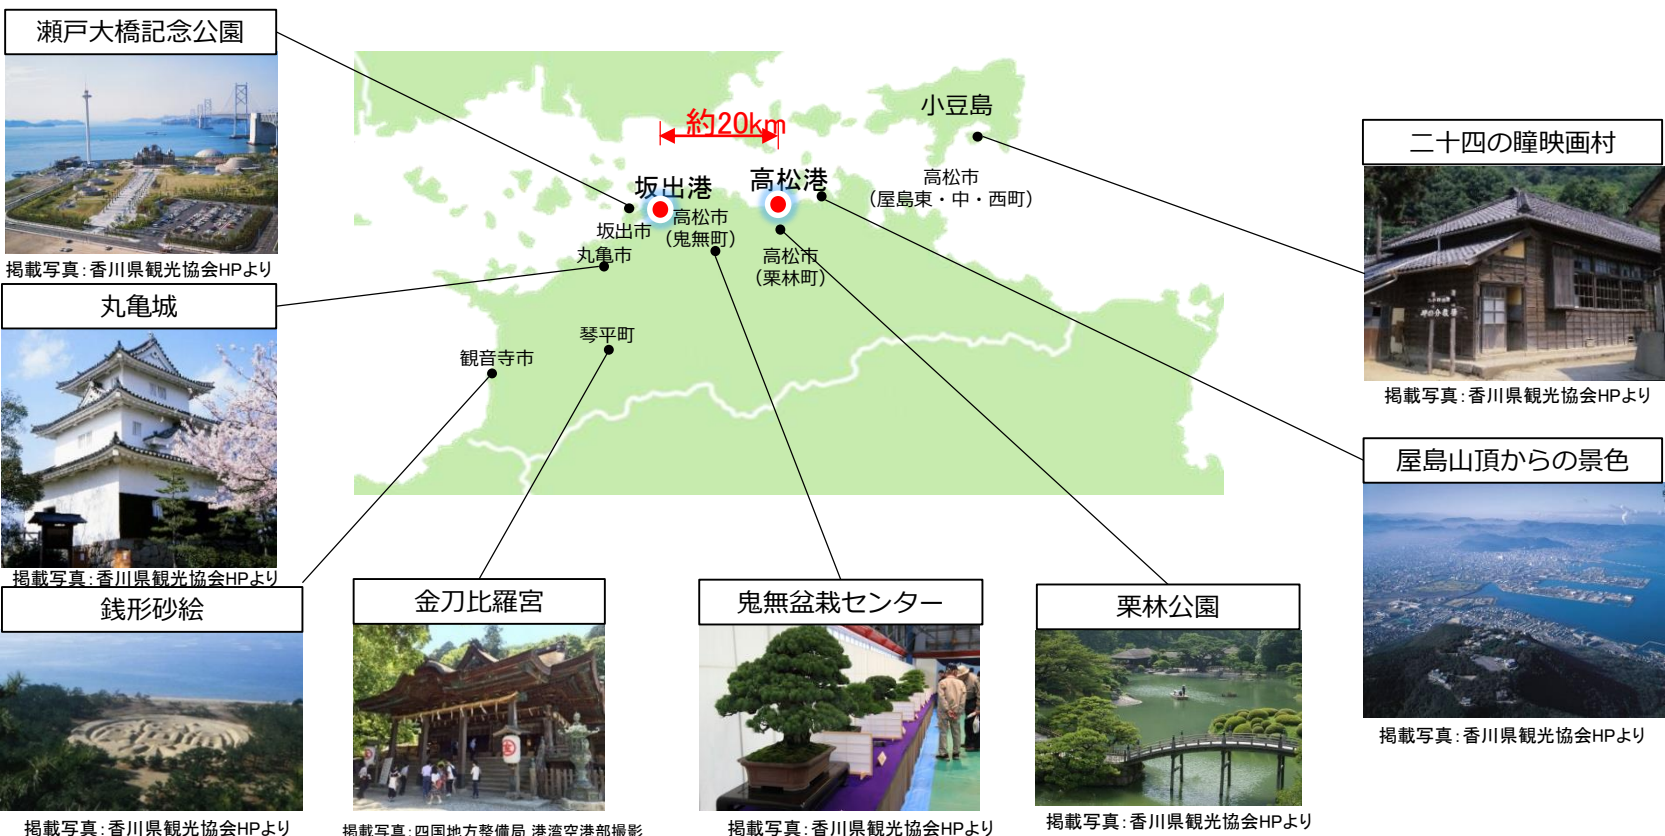 瀬戸大橋記念公園
掲載写真：香川県観光協会HPより
丸亀城
掲載写真：香川県観光協会HPより
銭形砂絵
掲載写真：香川県観光協会HPより
約20km
小豆島
坂出港
高松港
高松市
（屋島東・中・西町）
坂出市
高松市
（鬼無町）
丸亀市
高松市
（栗林町）
琴平町
観音寺市
二十四の瞳映画村
掲載写真：香川県観光協会HPより
屋島山頂からの景色
掲載写真：香川県観光協会HPより
金刀比羅宮
掲載写真：四国地方整備局 港湾空港部撮影
鬼無盆栽センター
掲載写真：香川県観光協会HPより
栗林公園
掲載写真：香川県観光協会HPより